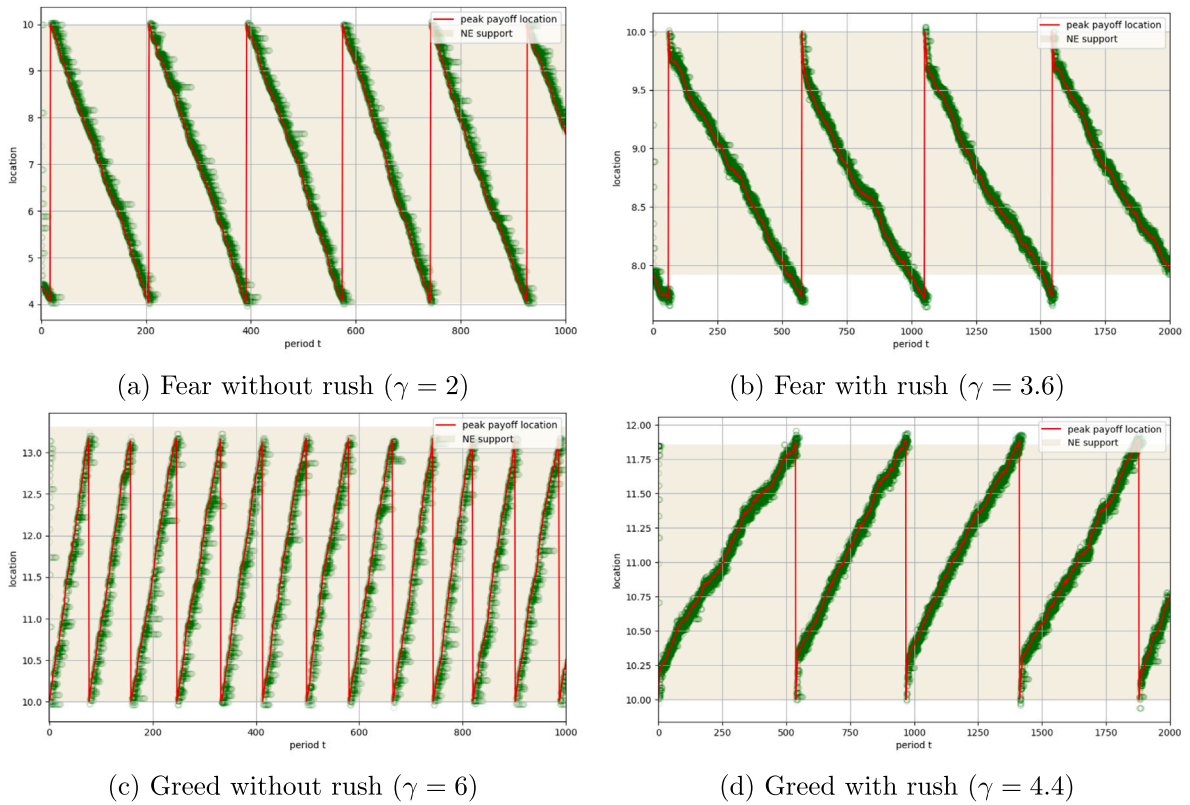 peak payoff location
NE support
10
9
8
7
6
5
4
location
0
200
400
600
800
1000
period t
(a) Fear without rush (γ = 2)
peak payoff location
NE support
10.0
9.5
9.0
8.5
8.0
location
0
250
500
750
1000
1250
1500
1750
2000
period t
(b) Fear with rush (γ = 3.6)
peak payoff location
NE support
13.0
12.5
12.0
11.5
11.0
10.5
10.0
location
0
200
400
600
800
1000
period t
(c) Greed without rush (γ = 6)
peak payoff location
NE support
12.00
11.75
11.50
11.25
11.00
10.75
10.50
10.25
10.00
location
0
250
500
750
1000
1250
1500
1750
2000
period t
(d) Greed with rush (γ = 4.4)